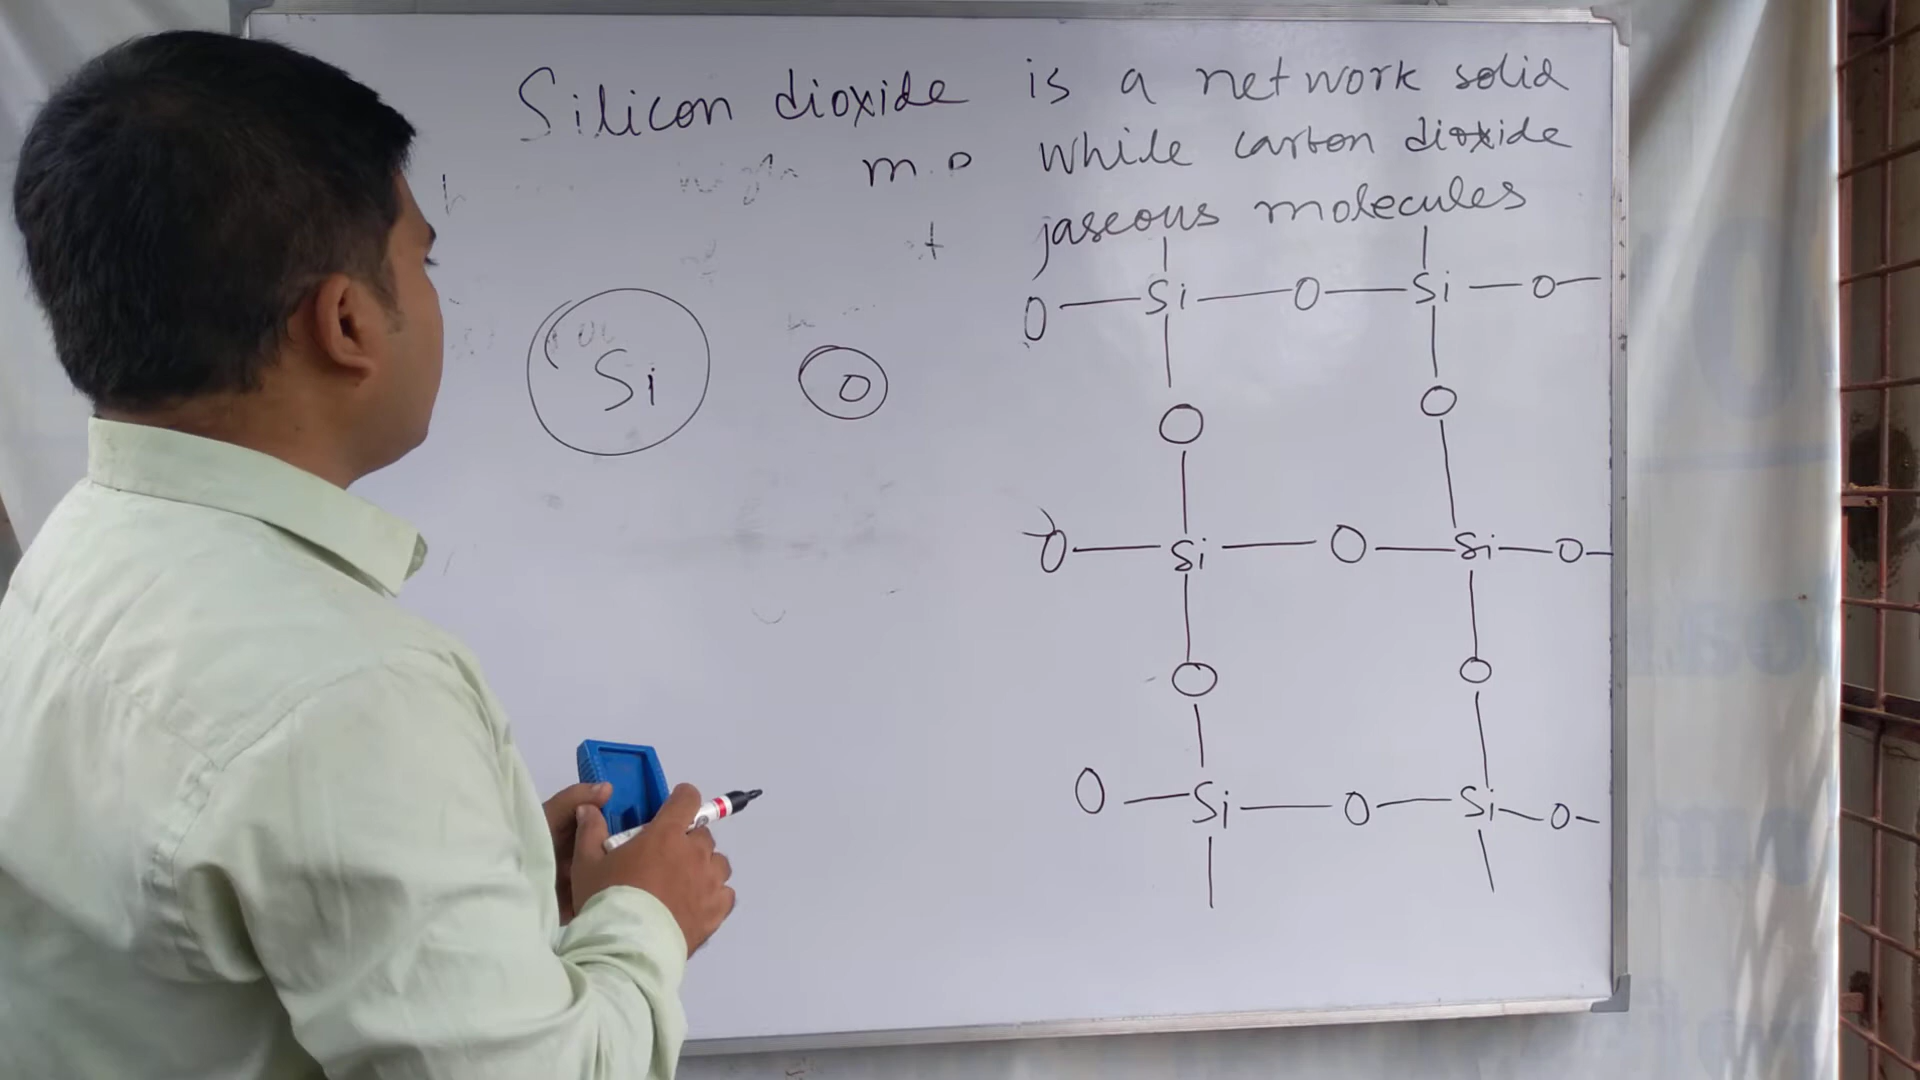 Silicon dioxide is a network solid
m.p while carbon dioxide
jaseous molecules
O Si O Si O
Si O
O O
O Si O Si O
O O
O Si O Si O